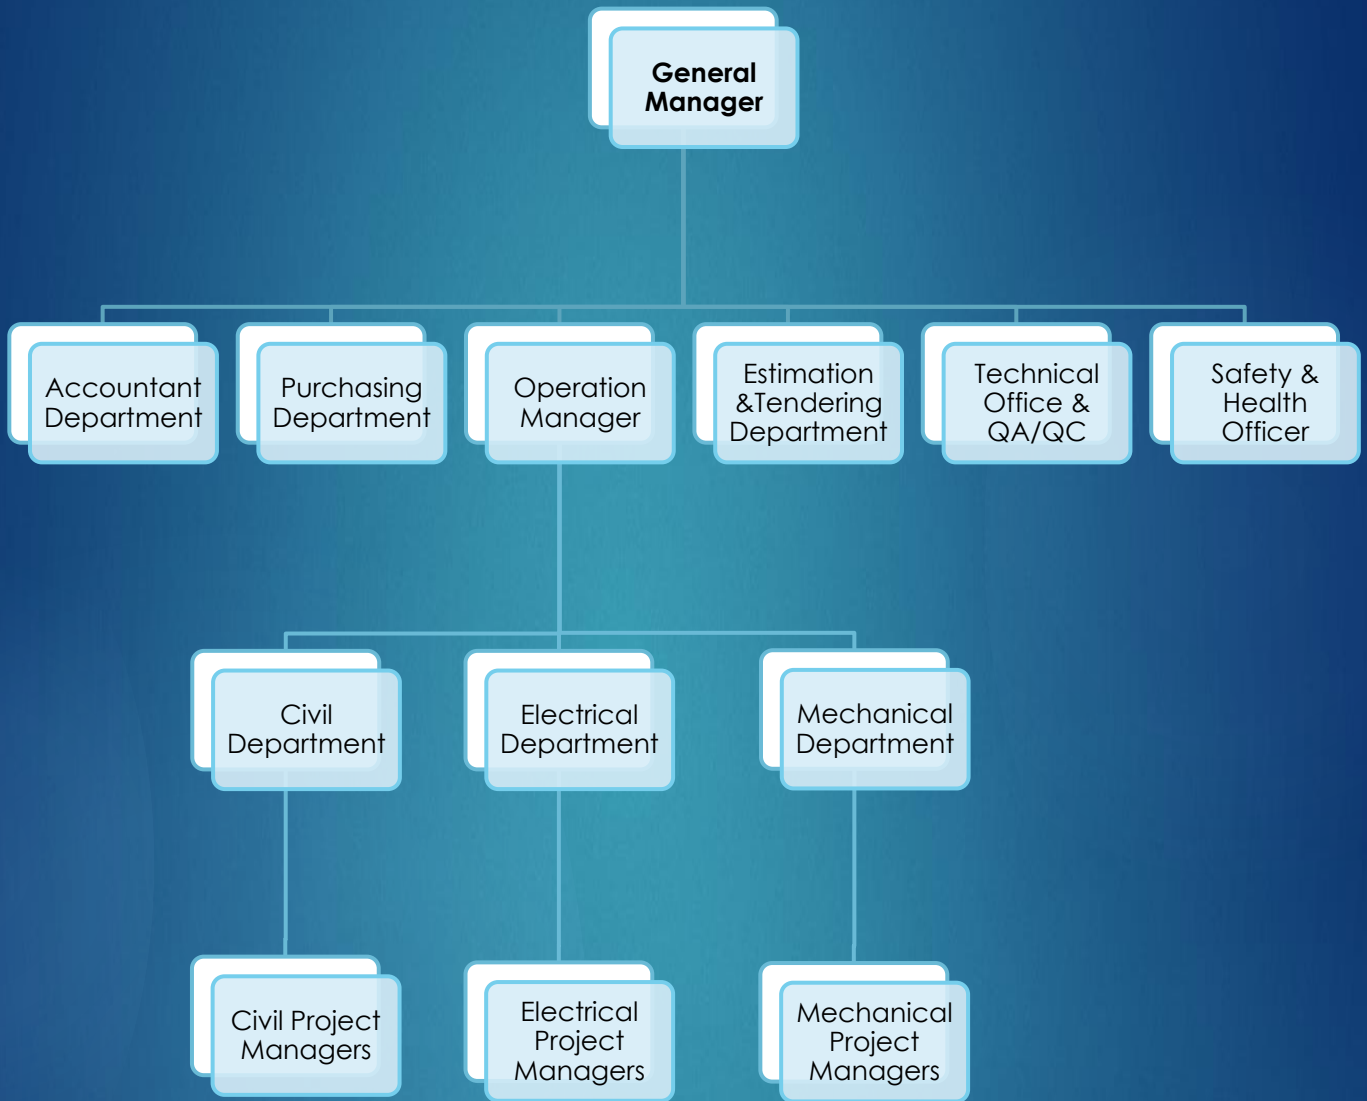 General
Manager
Accountant
Department
Purchasing
Department
Operation
Manager
Estimation
&Tendering
Department
Technical
Office &
QA/QC
Safety &
Health
Officer
Civil
Department
Electrical
Department
Mechanical
Department
Civil Project
Managers
Electrical
Project
Managers
Mechanical
Project
Managers